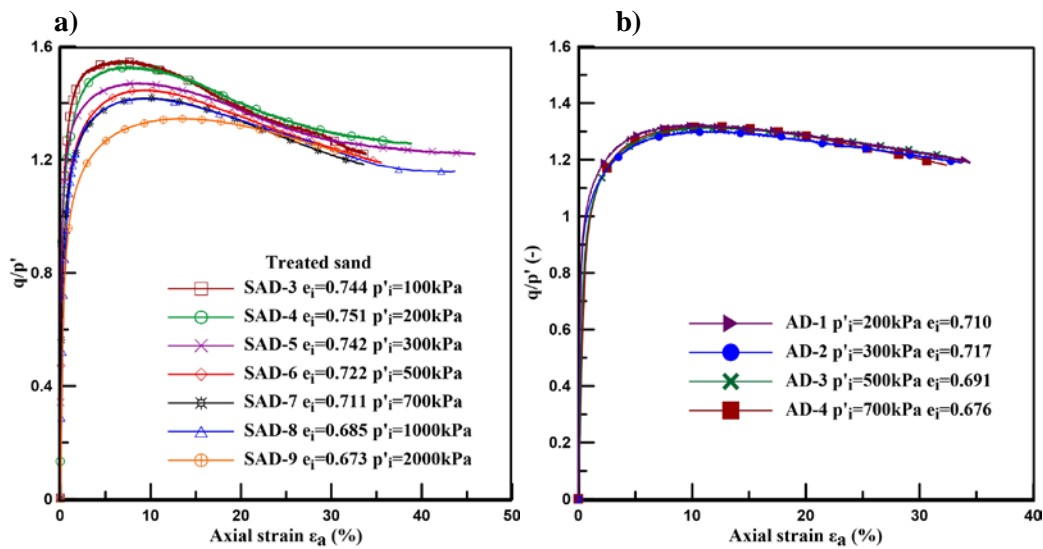 a)
1.6
1.2
0.8
0.4
0
q/p'
Treated sand
SAD-3 eᵢ=0.744 p'ᵢ=100kPa
SAD-4 eᵢ=0.751 p'ᵢ=200kPa
SAD-5 eᵢ=0.742 p'ᵢ=300kPa
SAD-6 eᵢ=0.722 p'ᵢ=500kPa
SAD-7 eᵢ=0.711 p'ᵢ=700kPa
SAD-8 eᵢ=0.685 p'ᵢ=1000kPa
SAD-9 eᵢ=0.673 p'ᵢ=2000kPa
0 10 20 30 40 50
Axial strain εₐ (%)
b)
1.6
1.4
1.2
1
0.8
0.6
0.4
0.2
0
q/p' (-)
AD-1 p'ᵢ=200kPa eᵢ=0.710
AD-2 p'ᵢ=300kPa eᵢ=0.717
AD-3 p'ᵢ=500kPa eᵢ=0.691
AD-4 p'ᵢ=700kPa eᵢ=0.676
0 10 20 30 40
Axial strain εₐ (%)